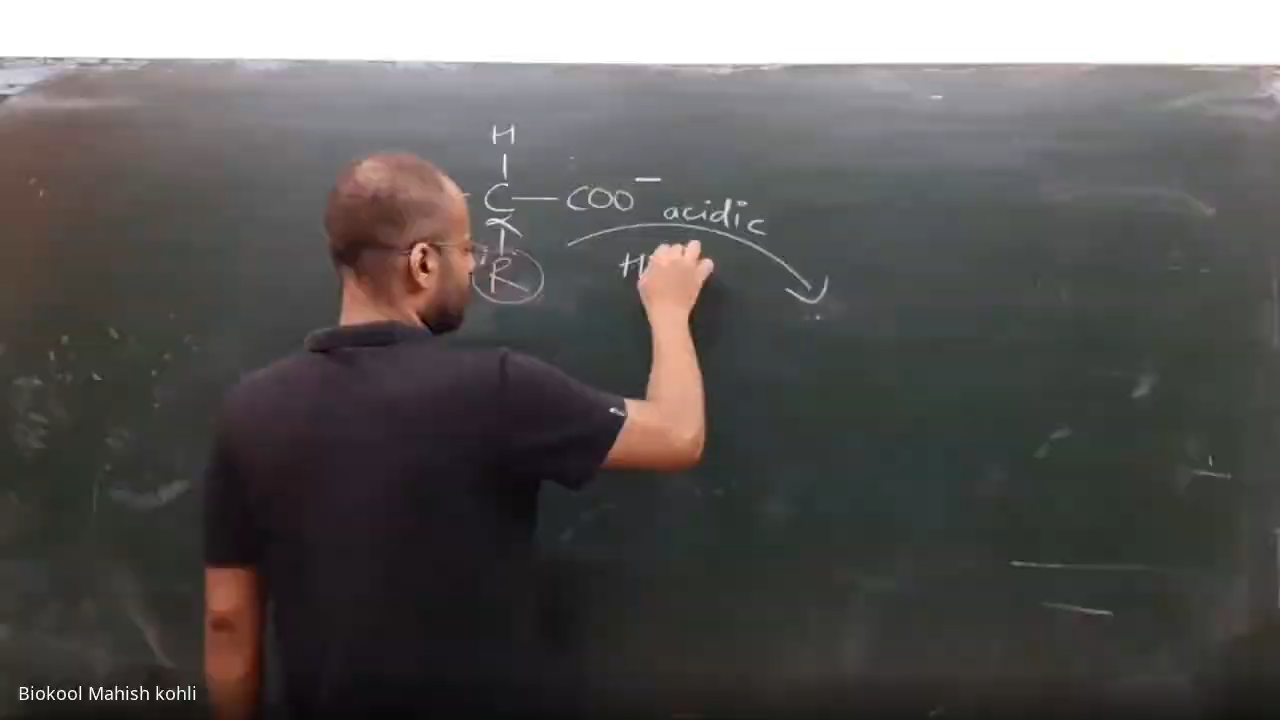 H
C — COO⁻
α
acidic
R
H
Biokool Mahish kohli